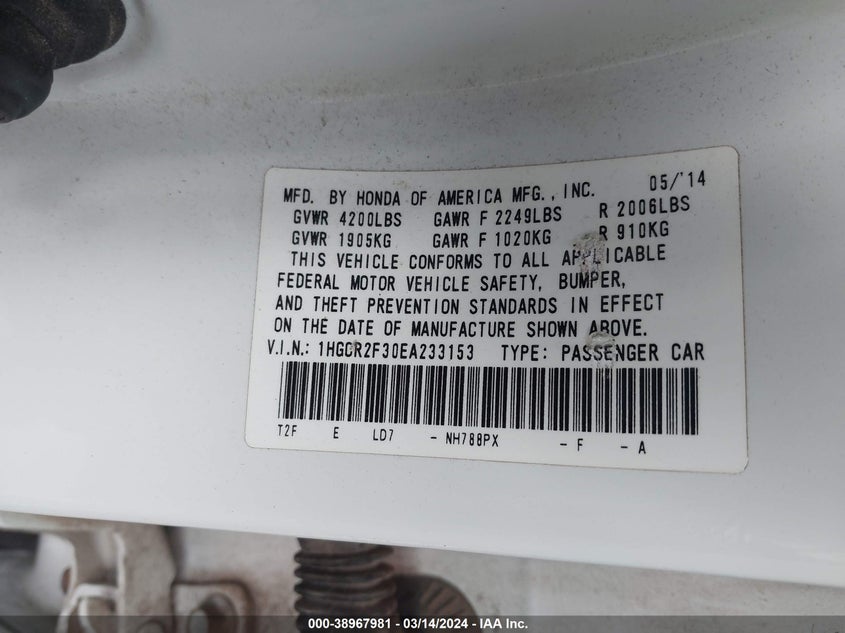 MFD. BY HONDA OF AMERICA MFG., INC. 05/'14
GVWR 4200LBS GAWR F 2249LBS R 2006LBS
GVWR 1905KG GAWR F 1020KG R 910KG
THIS VEHICLE CONFORMS TO ALL APPLICABLE
FEDERAL MOTOR VEHICLE SAFETY, BUMPER,
AND THEFT PREVENTION STANDARDS IN EFFECT
ON THE DATE OF MANUFACTURE SHOWN ABOVE.
V.I.N.: 1HGCR2F30EA233153 TYPE: PASSENGER CAR
T2F E LD7 - NH788PX - F - A
000-38967981 - 03/14/2024 - IAA Inc.